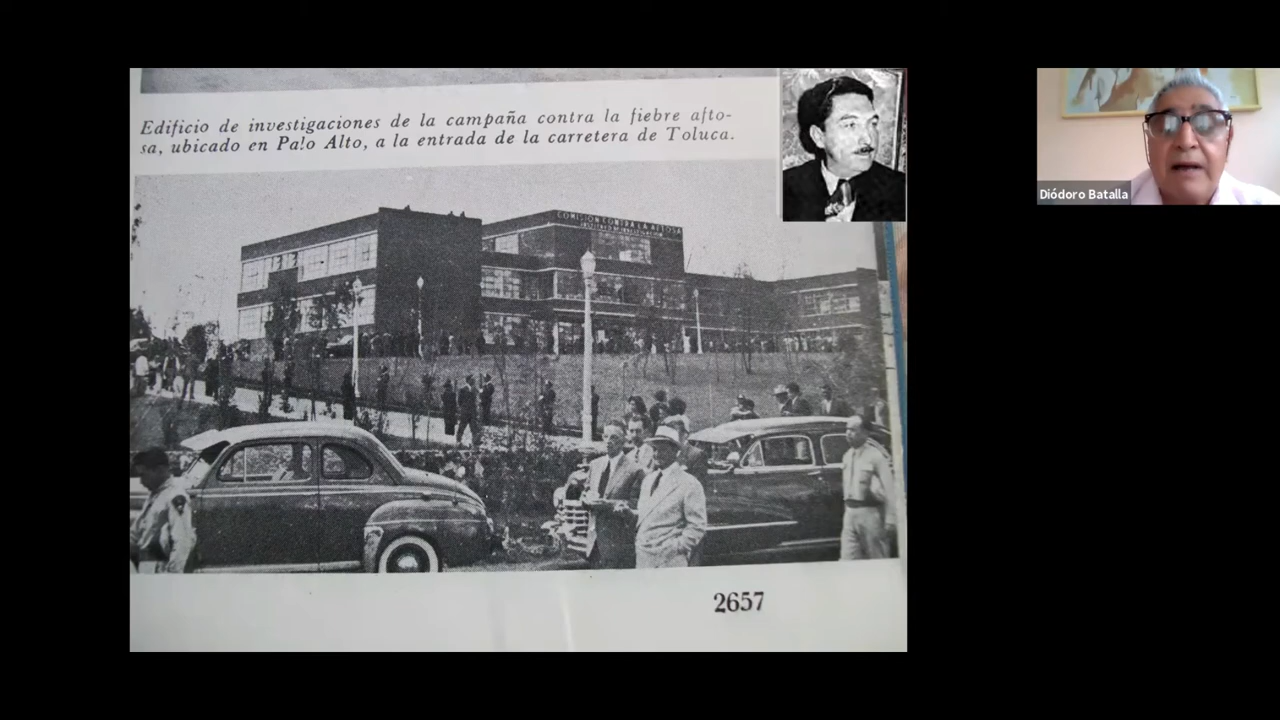 Edificio de investigaciones de la campaña contra la fiebre afto-
sa, ubicado en Palo Alto, a la entrada de la carretera de Toluca.
COMISION CONTRA LA AFTOSA
2657
Diódoro Batalla